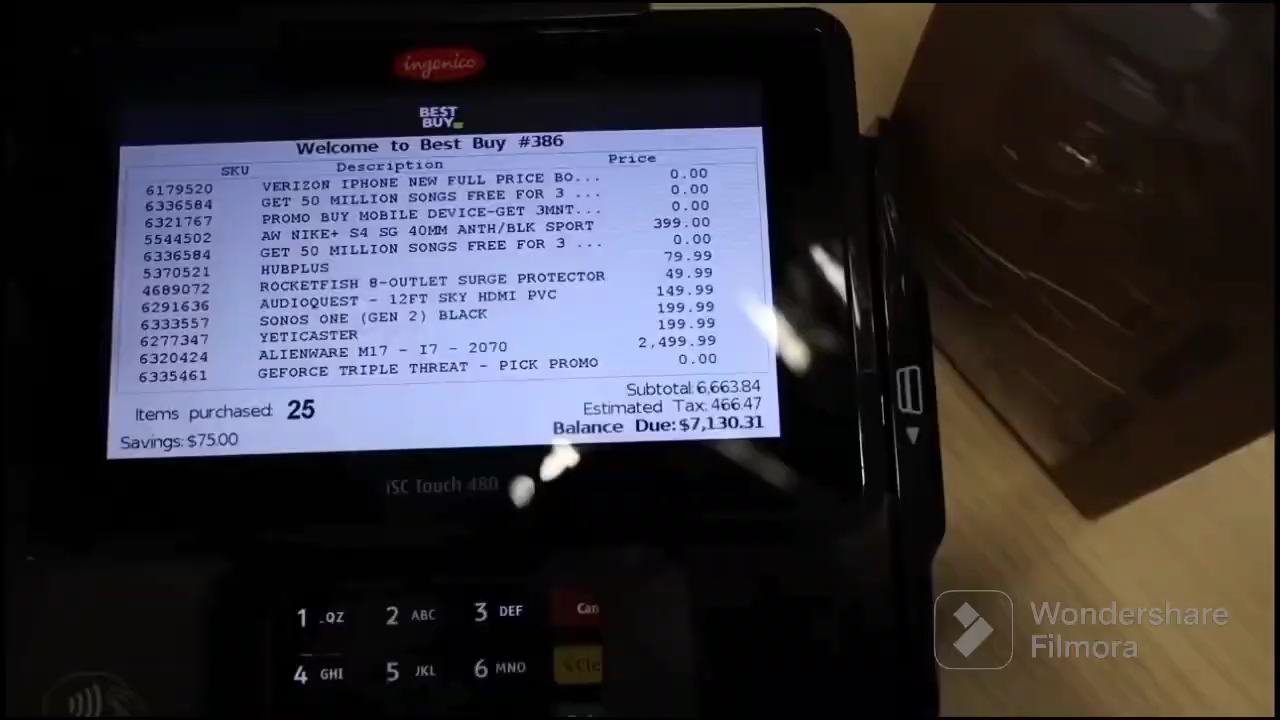 ingenico
BEST
BUY
Welcome to Best Buy #386
SKU Description Price
6179520 VERIZON IPHONE NEW FULL PRICE BO... 0.00
6336584 GET 50 MILLION SONGS FREE FOR 3 ... 0.00
6321767 PROMO BUY MOBILE DEVICE-GET 3MNT... 0.00
5544502 AW NIKE+ S4 SG 40MM ANTH/BLK SPORT 399.00
6336584 GET 50 MILLION SONGS FREE FOR 3 ... 0.00
5370521 HUBPLUS 79.99
4689072 ROCKETFISH 8-OUTLET SURGE PROTECTOR 49.99
6291636 AUDIOQUEST - 12FT SKY HDMI PVC 149.99
6333557 SONOS ONE (GEN 2) BLACK 199.99
6277347 YETICASTER 199.99
6320424 ALIENWARE M17 - I7 - 2070 2,499.99
6335461 GEFORCE TRIPLE THREAT - PICK PROMO 0.00
Subtotal: 6,663.84
Items purchased: 25 Estimated Tax: 466.47
Savings: $75.00 Balance Due: $7,130.31
iSC Touch 480
1 .QZ 2 ABC 3 DEF Can
4 GHI 5 JKL 6 MNO Cle
Wondershare
Filmora